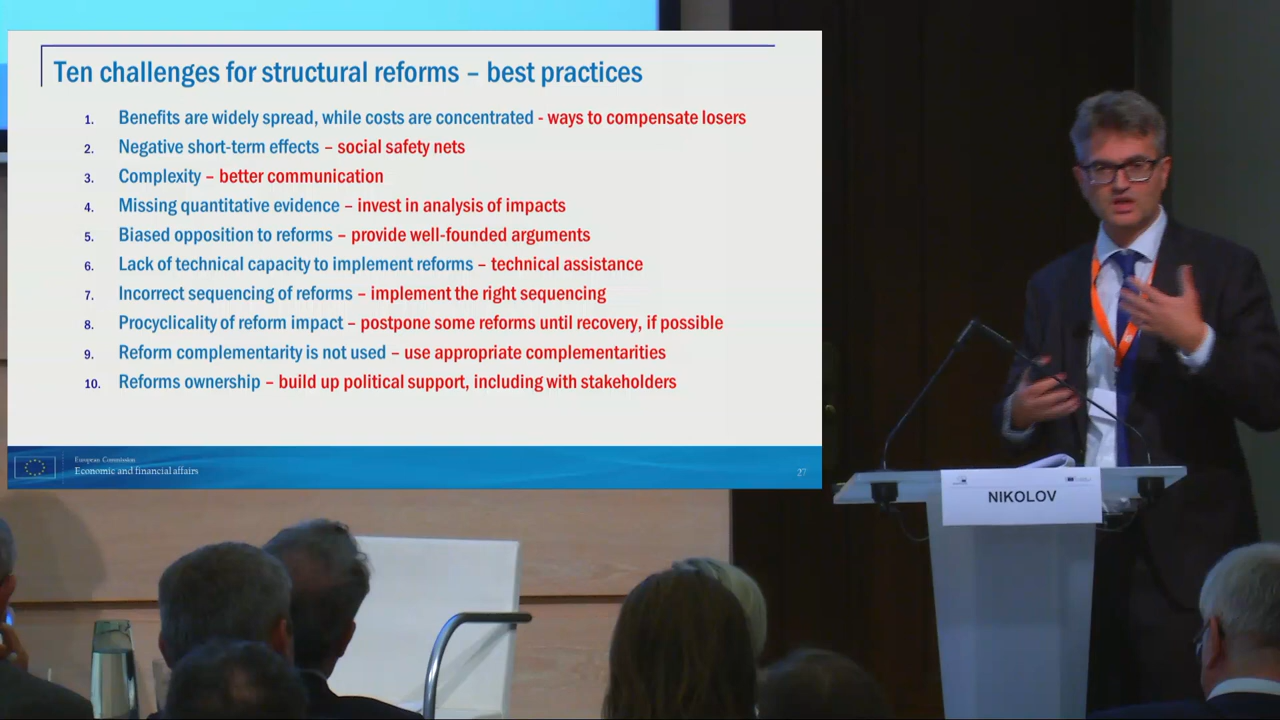 Ten challenges for structural reforms – best practices
1. Benefits are widely spread, while costs are concentrated - ways to compensate losers
2. Negative short-term effects – social safety nets
3. Complexity – better communication
4. Missing quantitative evidence – invest in analysis of impacts
5. Biased opposition to reforms – provide well-founded arguments
6. Lack of technical capacity to implement reforms – technical assistance
7. Incorrect sequencing of reforms – implement the right sequencing
8. Procyclicality of reform impact – postpone some reforms until recovery, if possible
9. Reform complementarity is not used – use appropriate complementarities
10. Reforms ownership – build up political support, including with stakeholders
European Commission
Economic and financial affairs
27
NIKOLOV